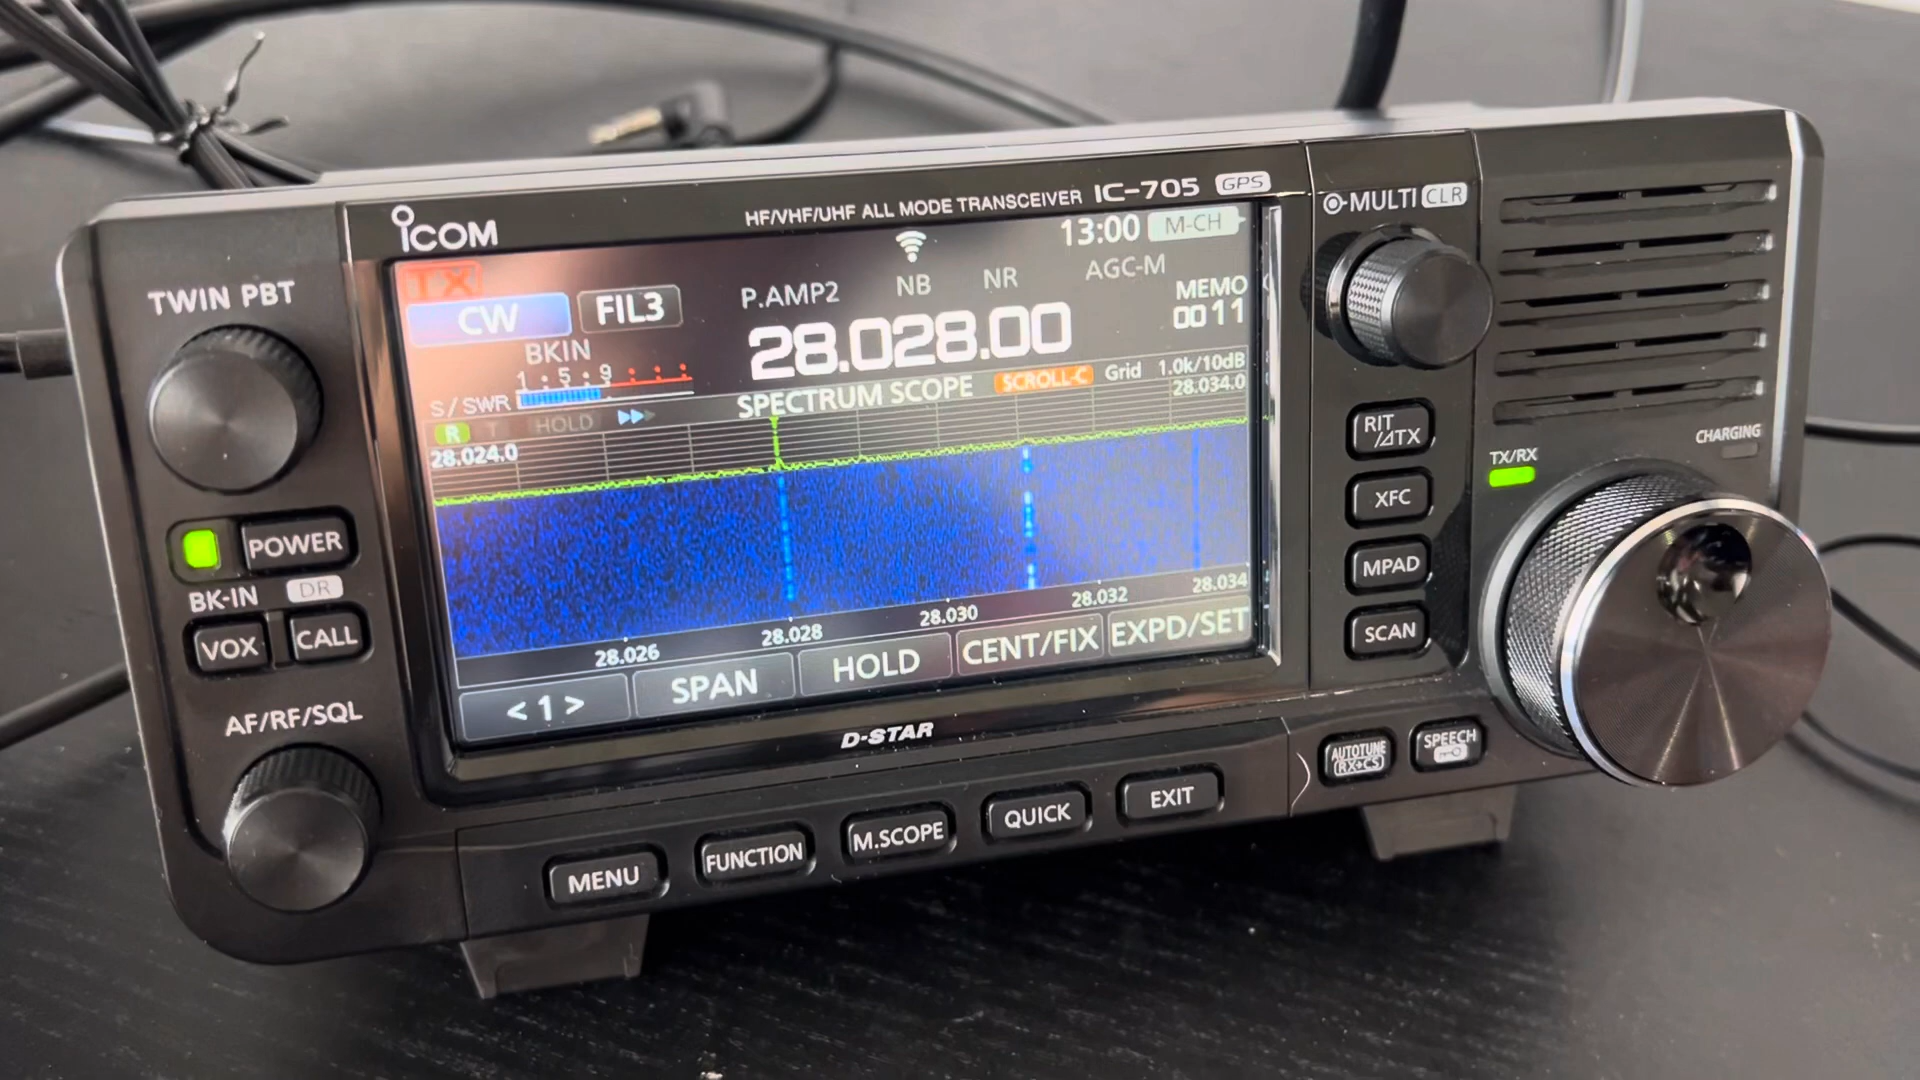 ICOM
HF/VHF/UHF ALL MODE TRANSCEIVER IC-705 GPS
MULTI CLR
TWIN PBT
TX
13:00 M-CH
CW FIL3
P.AMP2 NB NR AGC-M
BKIN
28.028.00
MEMO
0011
1 : 5 : 9 : : :
S/SWR
SPECTRUM SCOPE SCROLL-C Grid 1.0k/10dB
R T HOLD
28.024.0
28.034.0
28.026 28.028 28.030 28.032 28.034
< 1 > SPAN HOLD CENT/FIX EXPD/SET
D-STAR
POWER
BK-IN DR
VOX CALL
AF/RF/SQL
MENU FUNCTION M.SCOPE QUICK EXIT
RIT
/⊿TX
XFC
MPAD
SCAN
AUTOTUNE
RX→CS
SPEECH
TX/RX
CHARGING